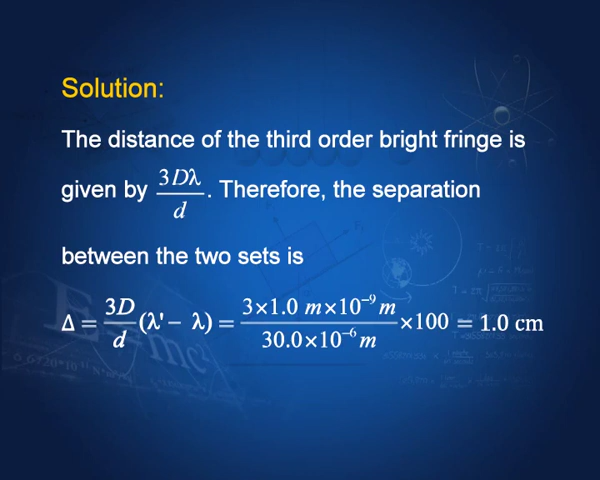 Solution:
The distance of the third order bright fringe is
given by 3Dλ/d. Therefore, the separation
between the two sets is
Δ = 3D/d (λ' − λ) = 3×1.0 m×10⁻⁹ m / 30.0×10⁻⁶ m ×100 = 1.0 cm